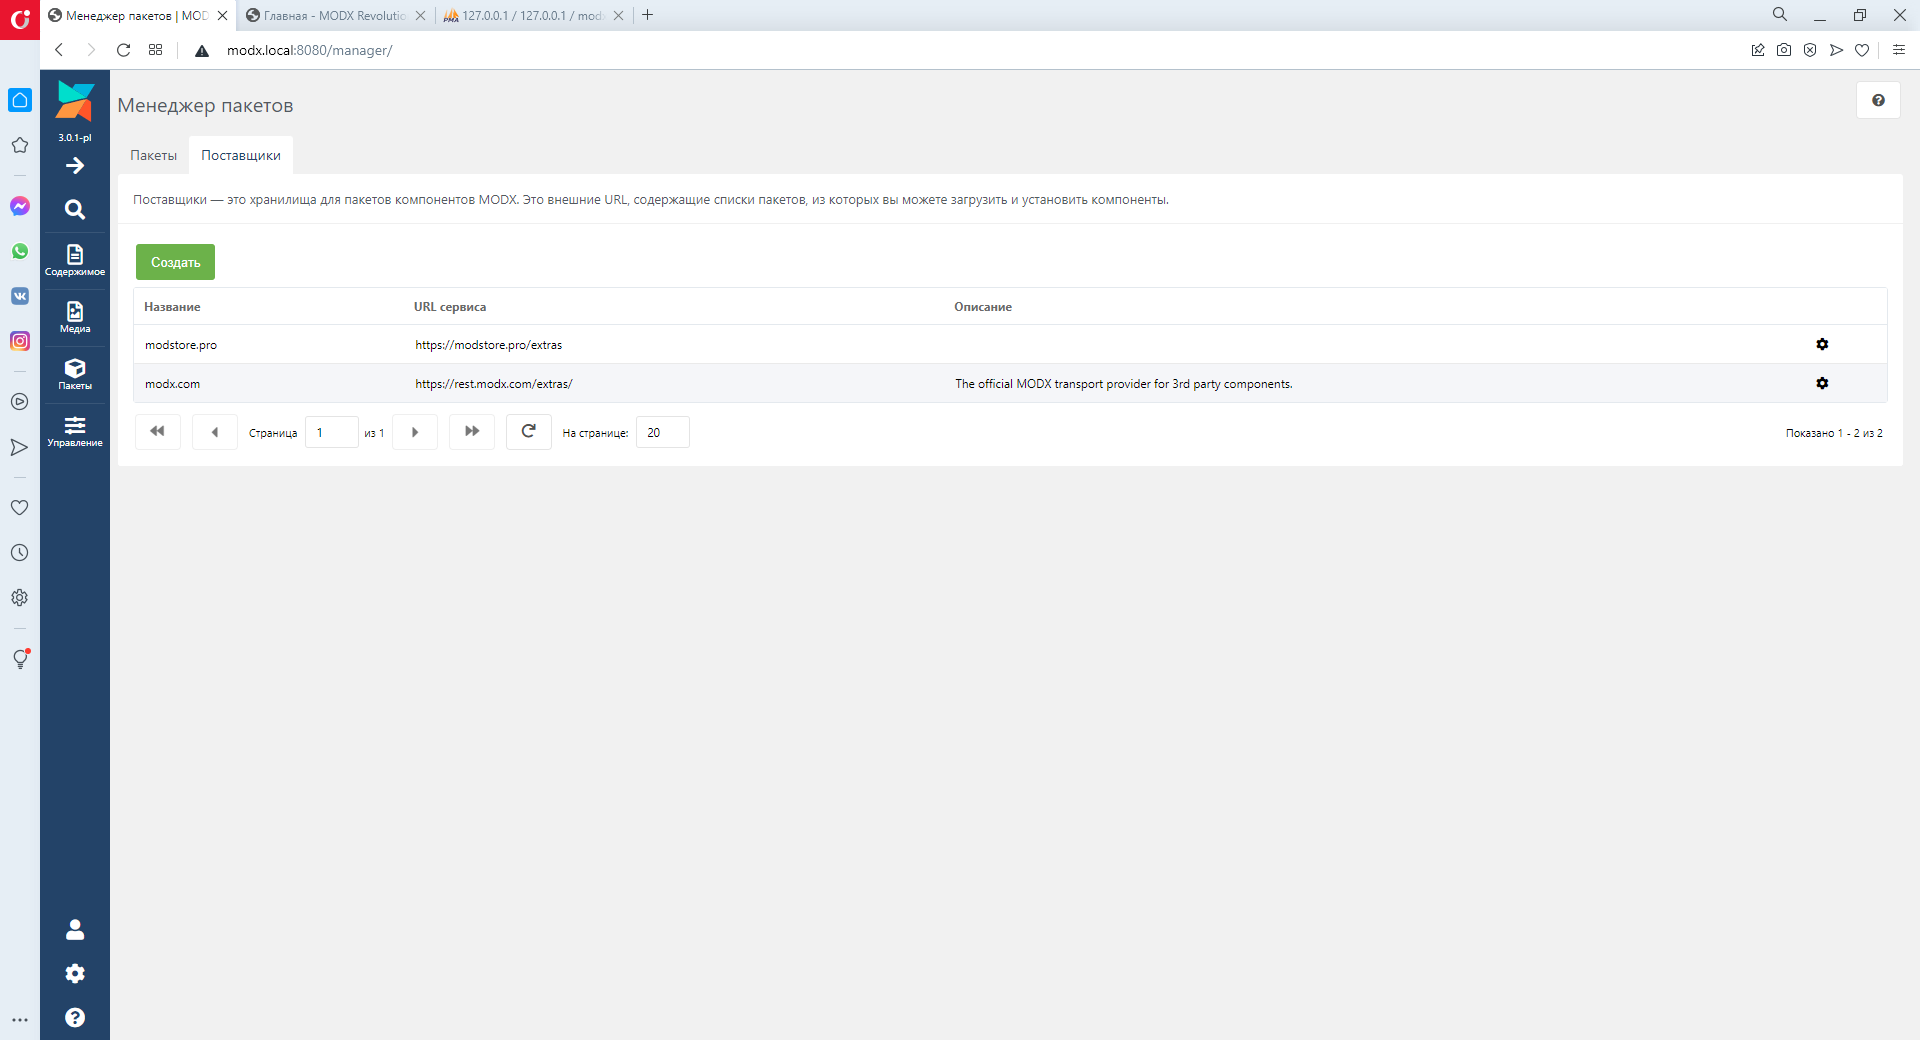 Менеджер пакетов | MOD
Главная - MODX Revolutio
127.0.0.1 / 127.0.0.1 / mod
modx.local:8080/manager/
3.0.1-pl
Содержимое
Медиа
Пакеты
Управление
Менеджер пакетов
Пакеты
Поставщики
Поставщики — это хранилища для пакетов компонентов MODX. Это внешние URL, содержащие списки пакетов, из которых вы можете загрузить и установить компоненты.
Создать
Название URL сервиса Описание
modstore.pro https://modstore.pro/extras
modx.com https://rest.modx.com/extras/ The official MODX transport provider for 3rd party components.
Страница 1 из 1 На странице: 20 Показано 1 - 2 из 2